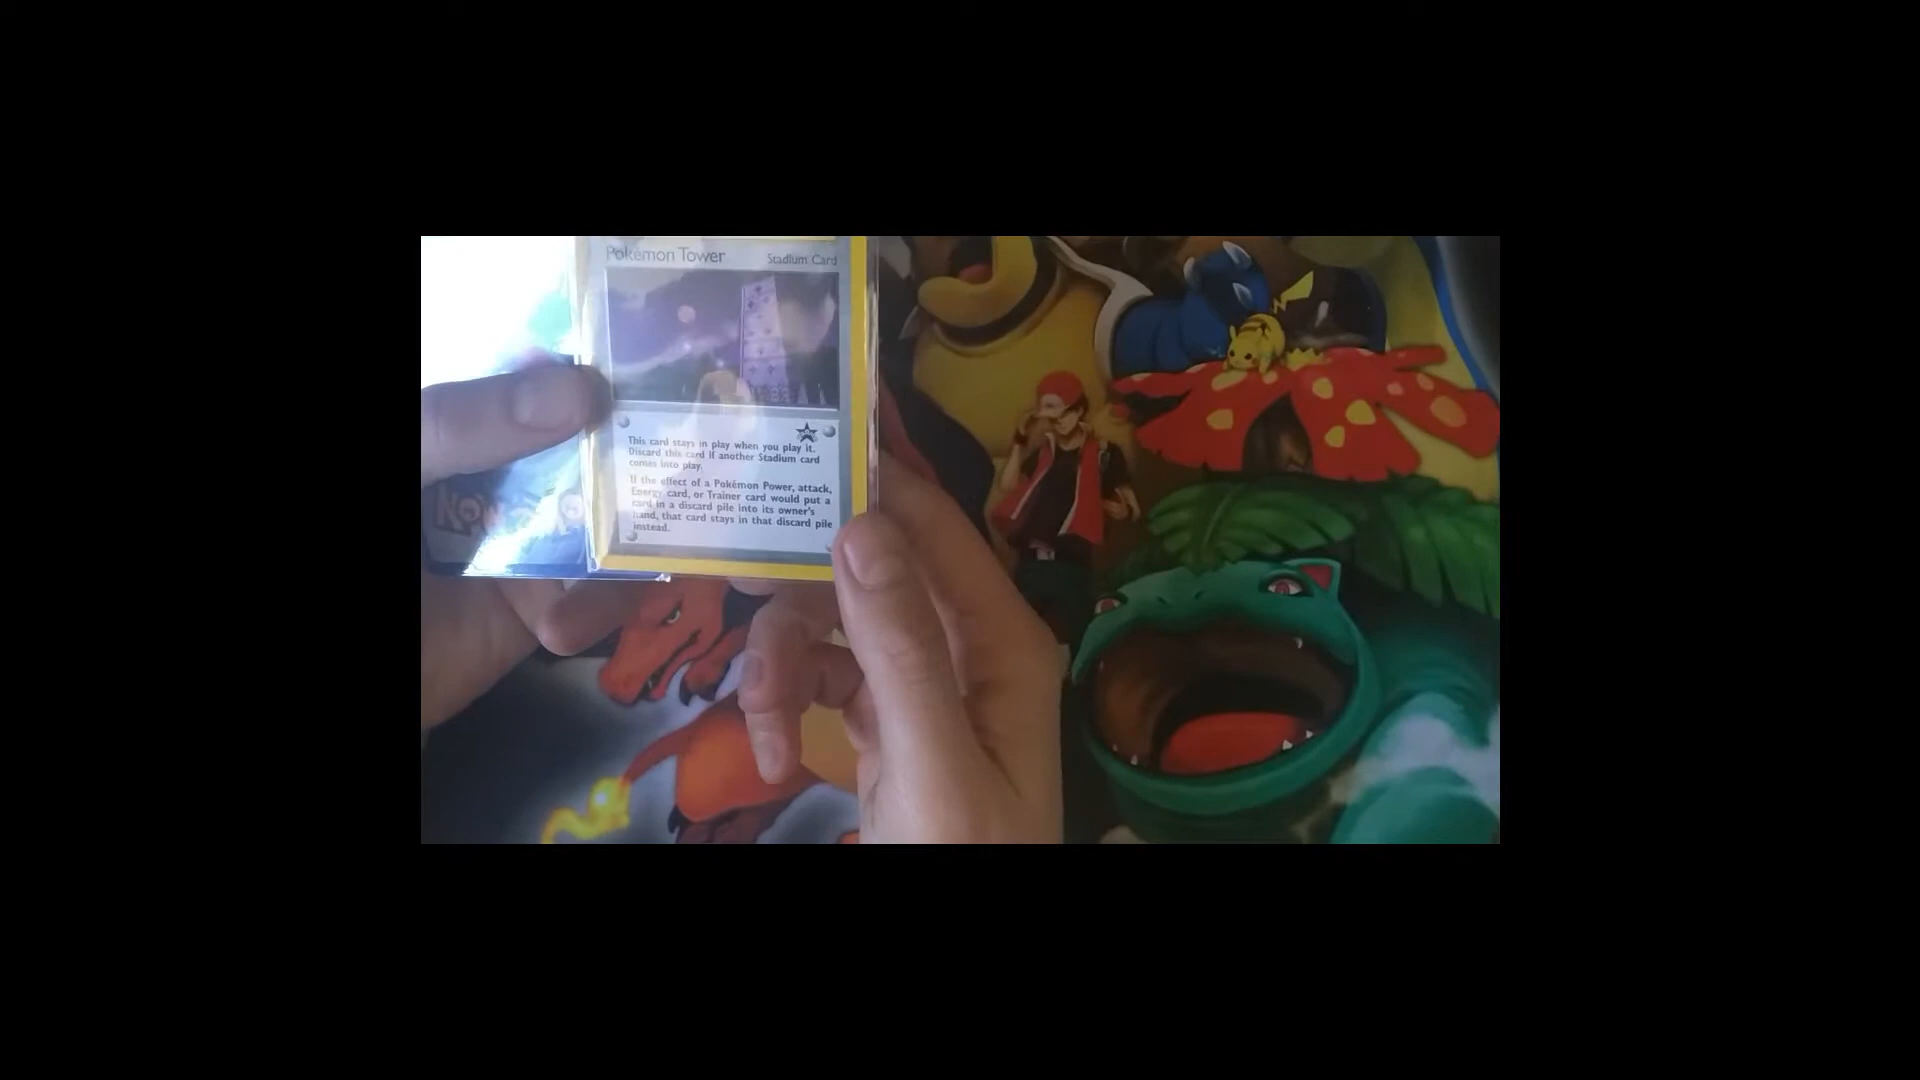 Pokémon Tower
Stadium Card
This card stays in play when you play it.
Discard this card if another Stadium card
comes into play.
If the effect of a Pokémon Power, attack,
Energy card, or Trainer card would put a
card in a discard pile into its owner's
hand, that card stays in that discard pile
instead.